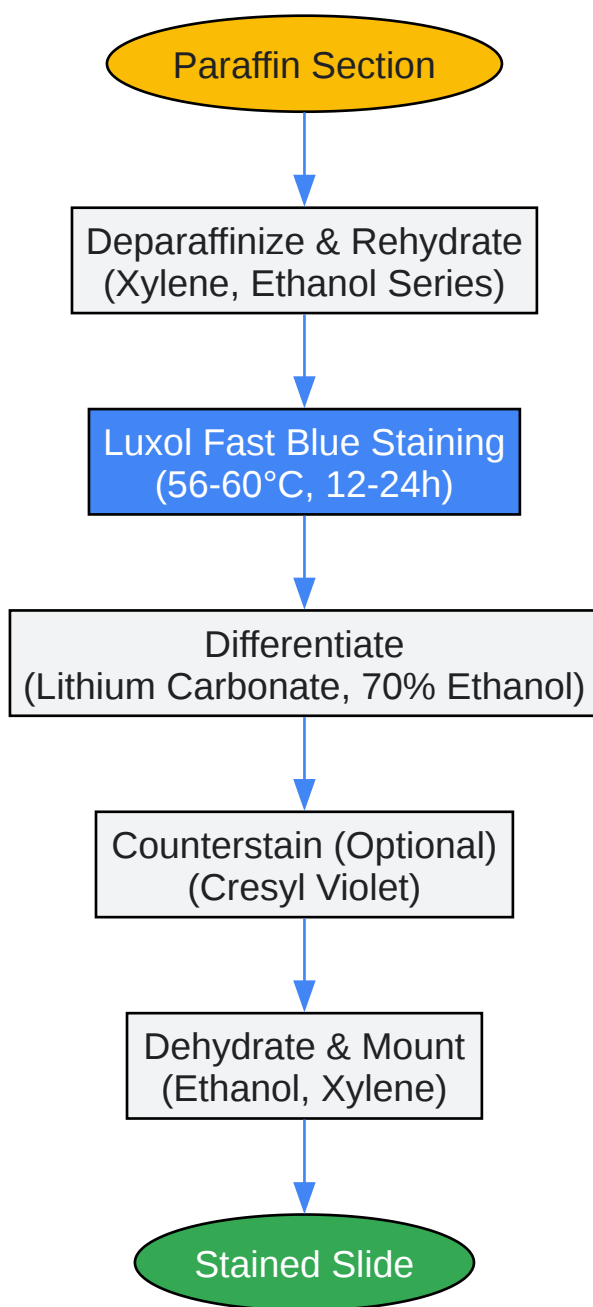 Paraffin Section
Deparaffinize & Rehydrate
(Xylene, Ethanol Series)
Luxol Fast Blue Staining
(56-60°C, 12-24h)
Differentiate
(Lithium Carbonate, 70% Ethanol)
Counterstain (Optional)
(Cresyl Violet)
Dehydrate & Mount
(Ethanol, Xylene)
Stained Slide